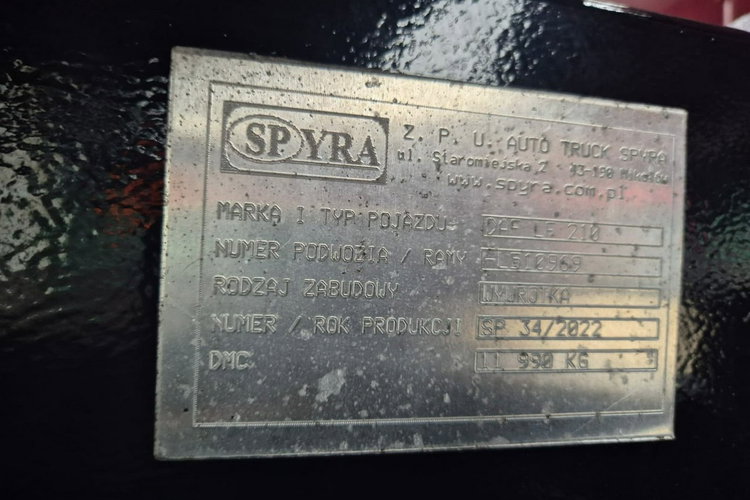 SPYRA
Z. P. U. AUTO TRUCK SPYRA
ul. Staromiejska 2 - 43-190 Mikołów
www.spyra.com.pl
MARKA I TYP POJAZDU DAF LF 210
NUMER PODWOZIA / RAMY L510969
RODZAJ ZABUDOWY WYWROTKA
NUMER / ROK PRODUKCJI SP 34/2022
DMC 11 990 KG